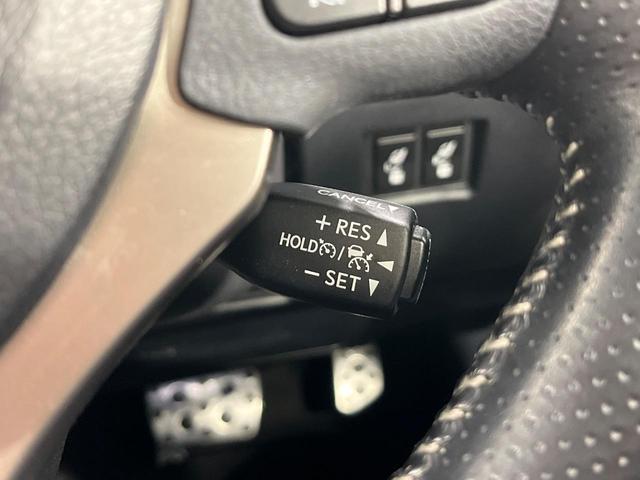 CANCEL
+ RES
HOLD /
− SET